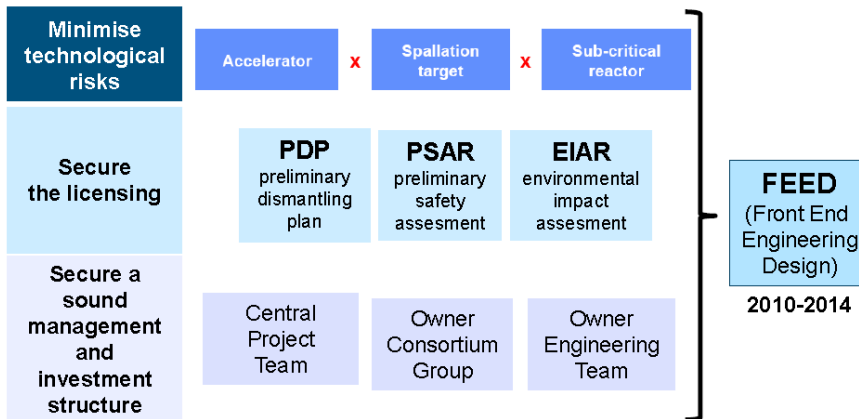 Minimise
technological
risks
Accelerator
x
Spallation
target
x
Sub-critical
reactor
Secure
the licensing
PDP
preliminary
dismantling
plan
PSAR
preliminary
safety
assesment
EIAR
environmental
impact
assesment
Secure a
sound
management
and
investment
structure
Central
Project
Team
Owner
Consortium
Group
Owner
Engineering
Team
FEED
(Front End
Engineering
Design)
2010-2014